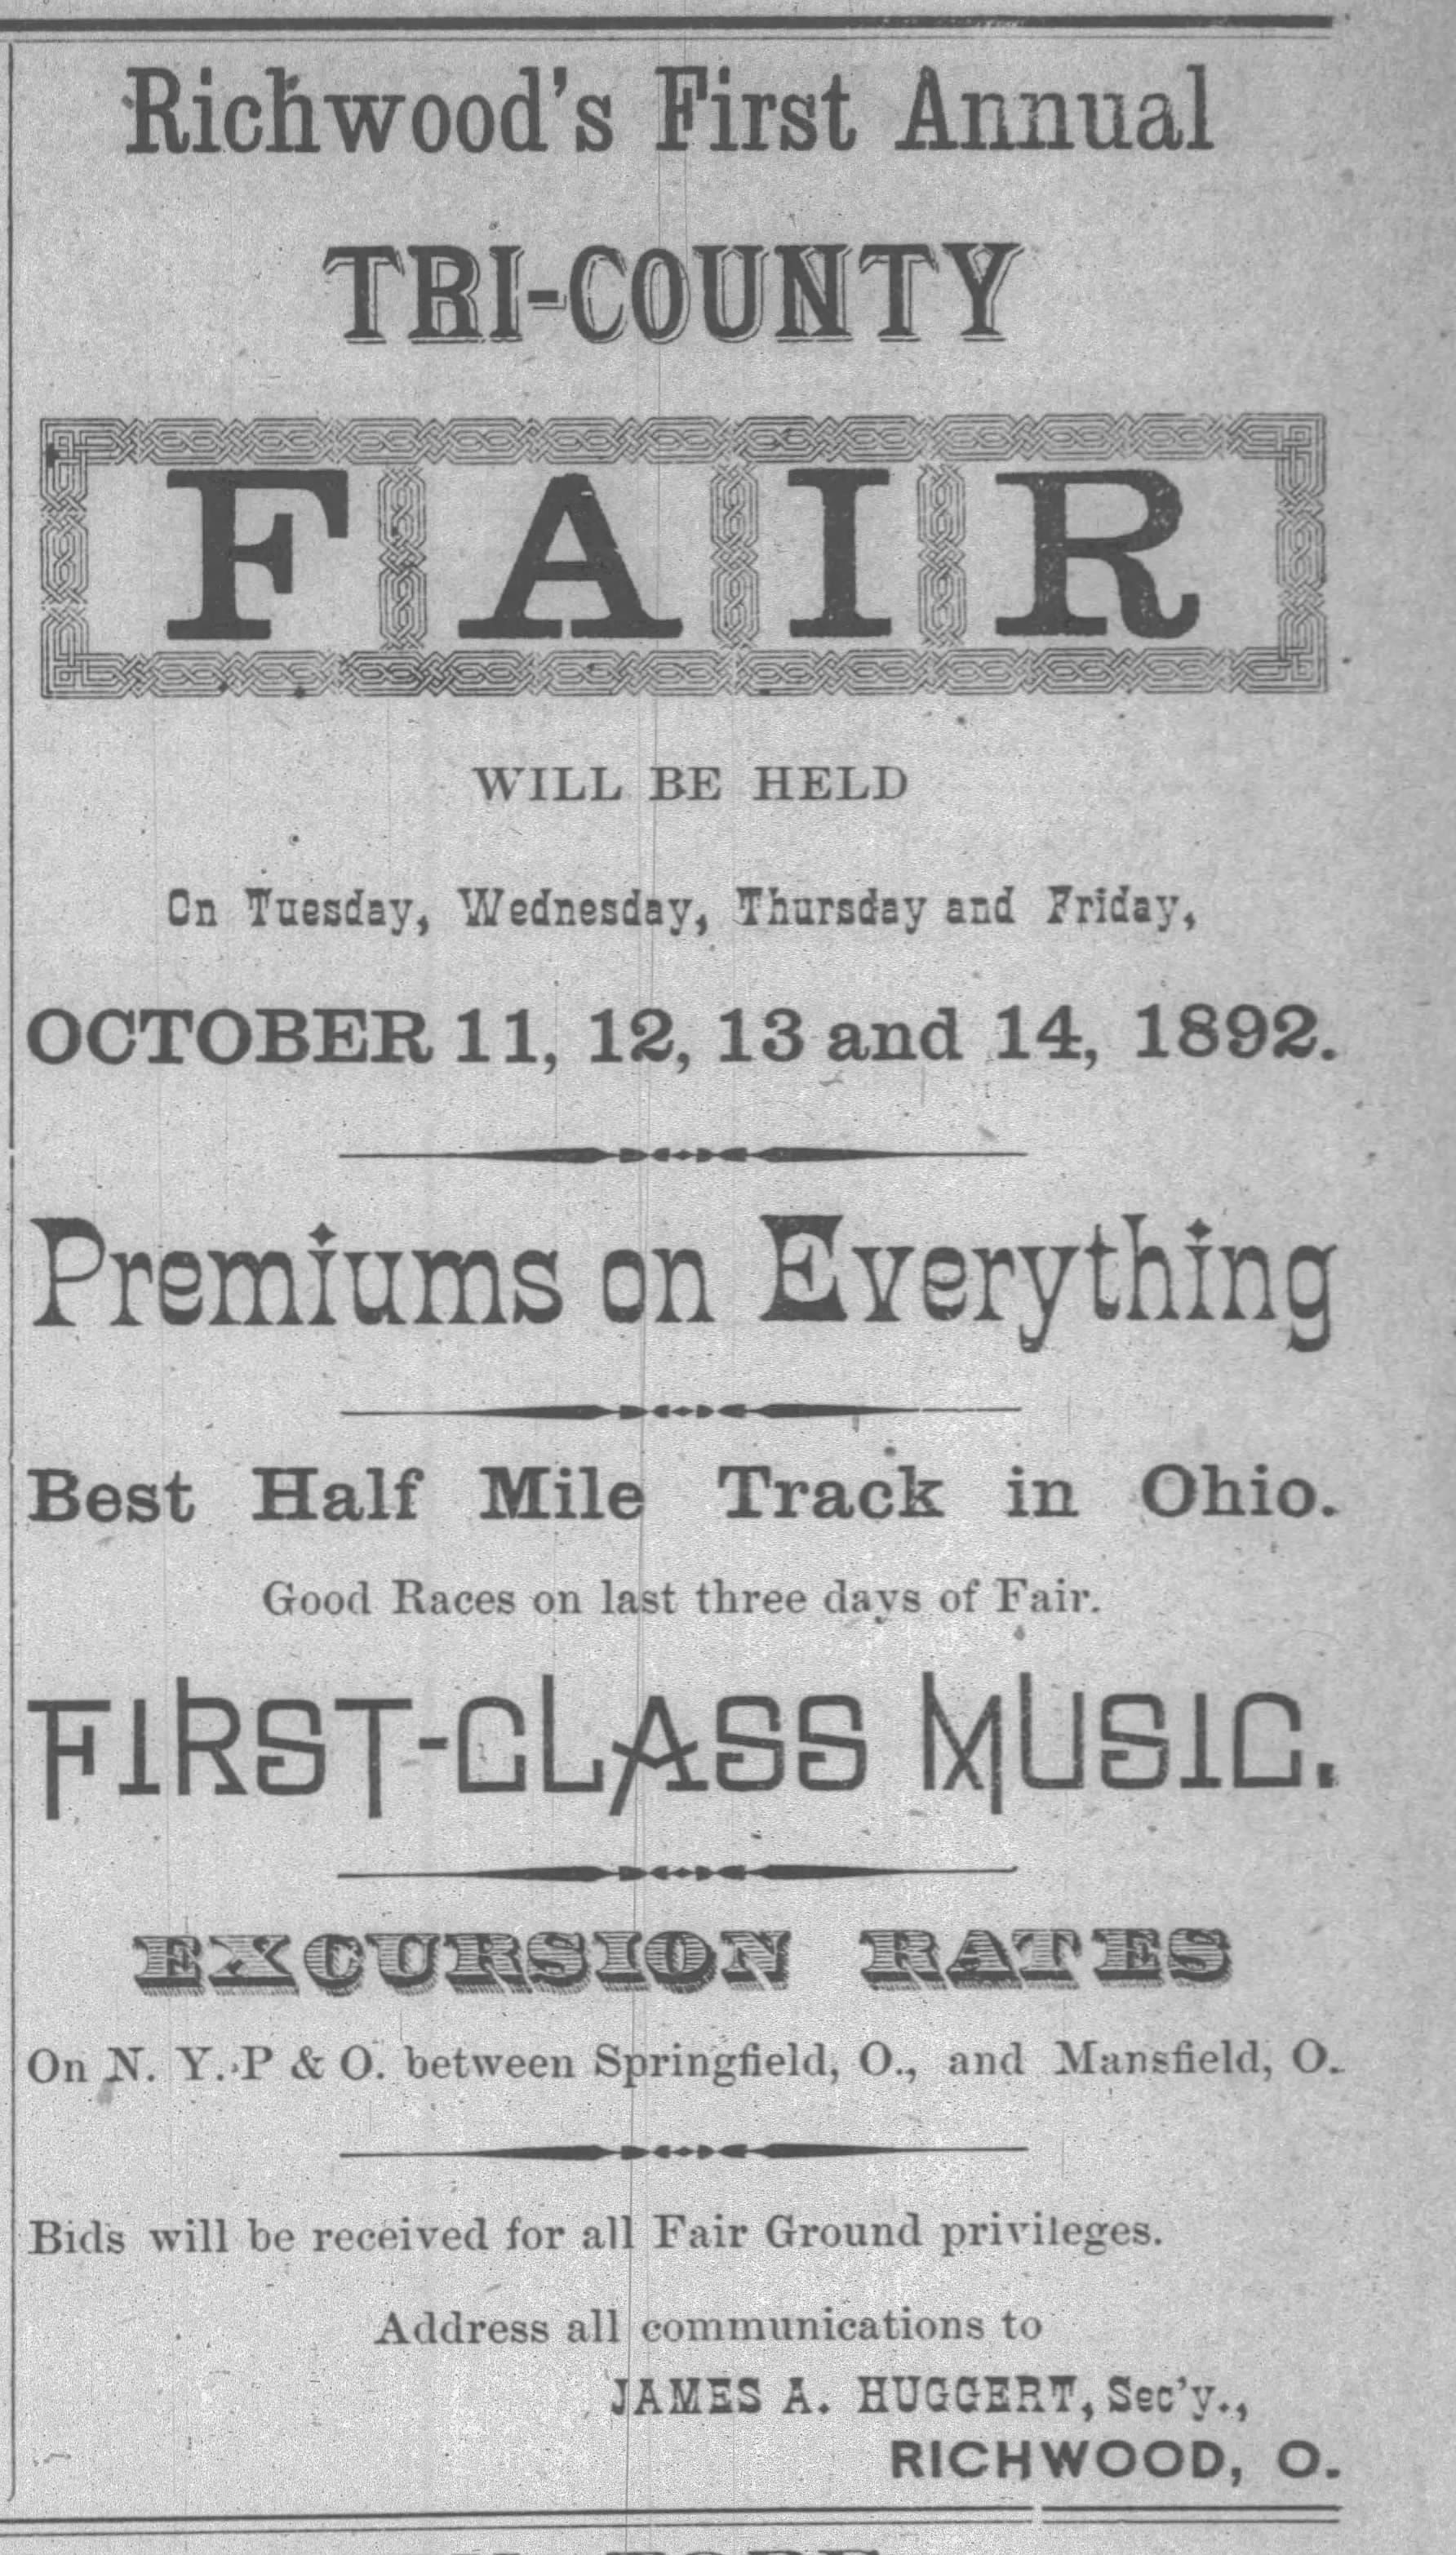 Richwood's First Annual
TRI-COUNTY
FAIR
WILL BE HELD
On Tuesday, Wednesday, Thursday and Friday,
OCTOBER 11, 12, 13 and 14, 1892.
Premiums on Everything
Best Half Mile Track in Ohio.
Good Races on last three days of Fair.
FIRST-CLASS MUSIC.
EXCURSION RATES
On N. Y. P & O. between Springfield, O., and Mansfield, O.
Bids will be received for all Fair Ground privileges.
Address all communications to
JAMES A. HUGGERT, Sec'y.,
RICHWOOD, O.